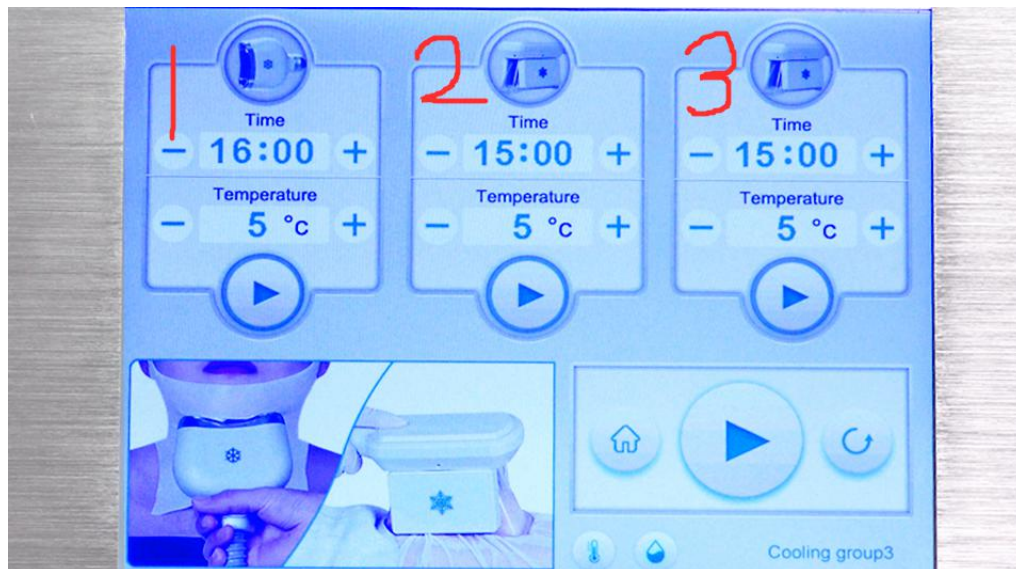 1 2 3
Time Time Time
− 16:00 + − 15:00 + − 15:00 +
Temperature Temperature Temperature
− 5 °c + − 5 °c + − 5 °c +
Cooling group3